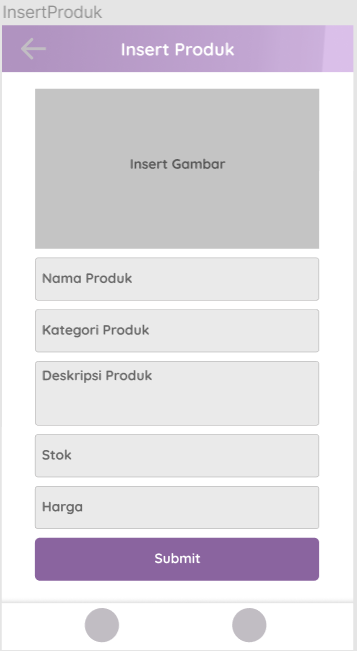 InsertProduk
Insert Produk
Insert Gambar
Nama Produk
Kategori Produk
Deskripsi Produk
Stok
Harga
Submit